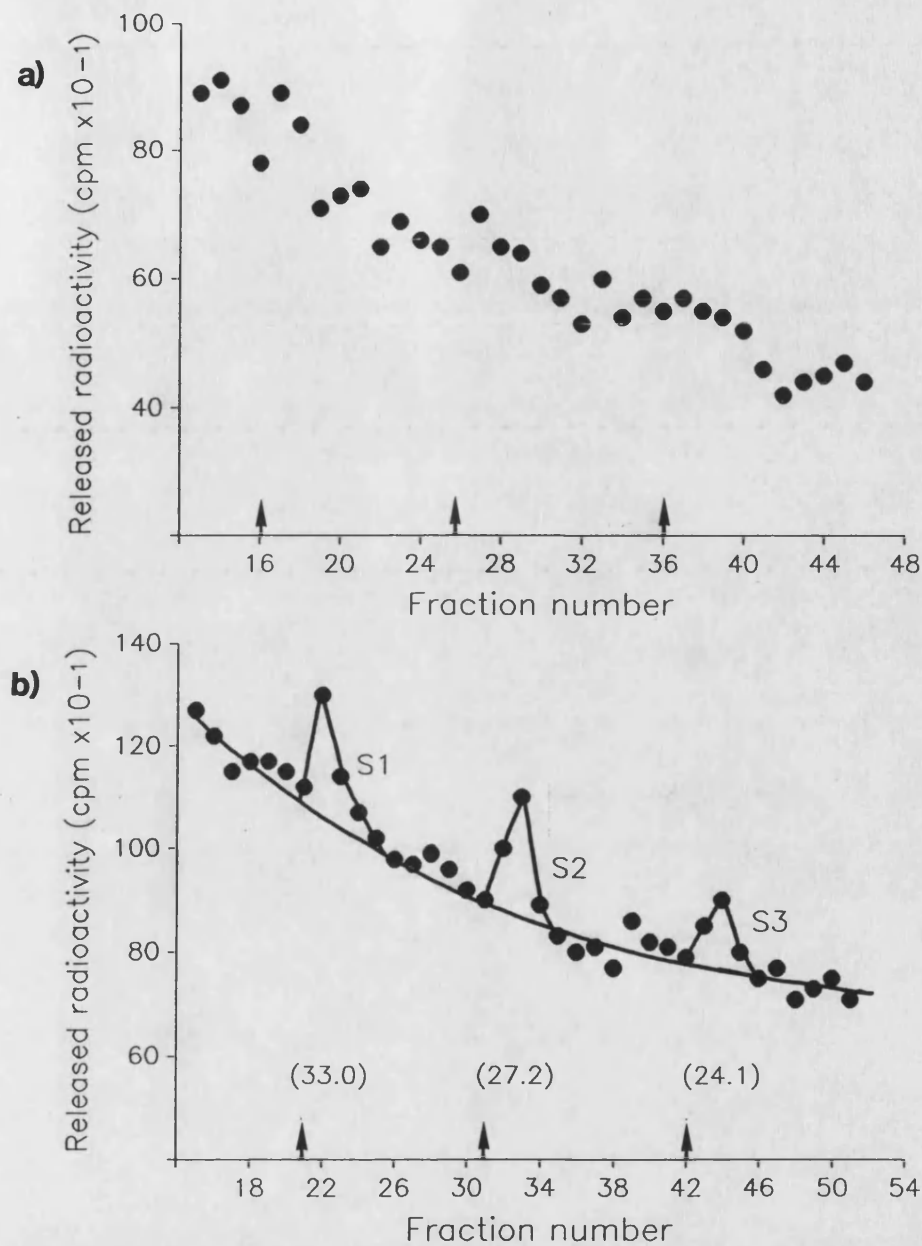 a)
Released radioactivity (cpm x10-1)
100
80
60
40
16 20 24 28 32 36 40 44 48
Fraction number
b)
Released radioactivity (cpm x10-1)
140
120
100
80
60
S1
S2
S3
(33.0) (27.2) (24.1)
18 22 26 30 34 38 42 46 50 54
Fraction number